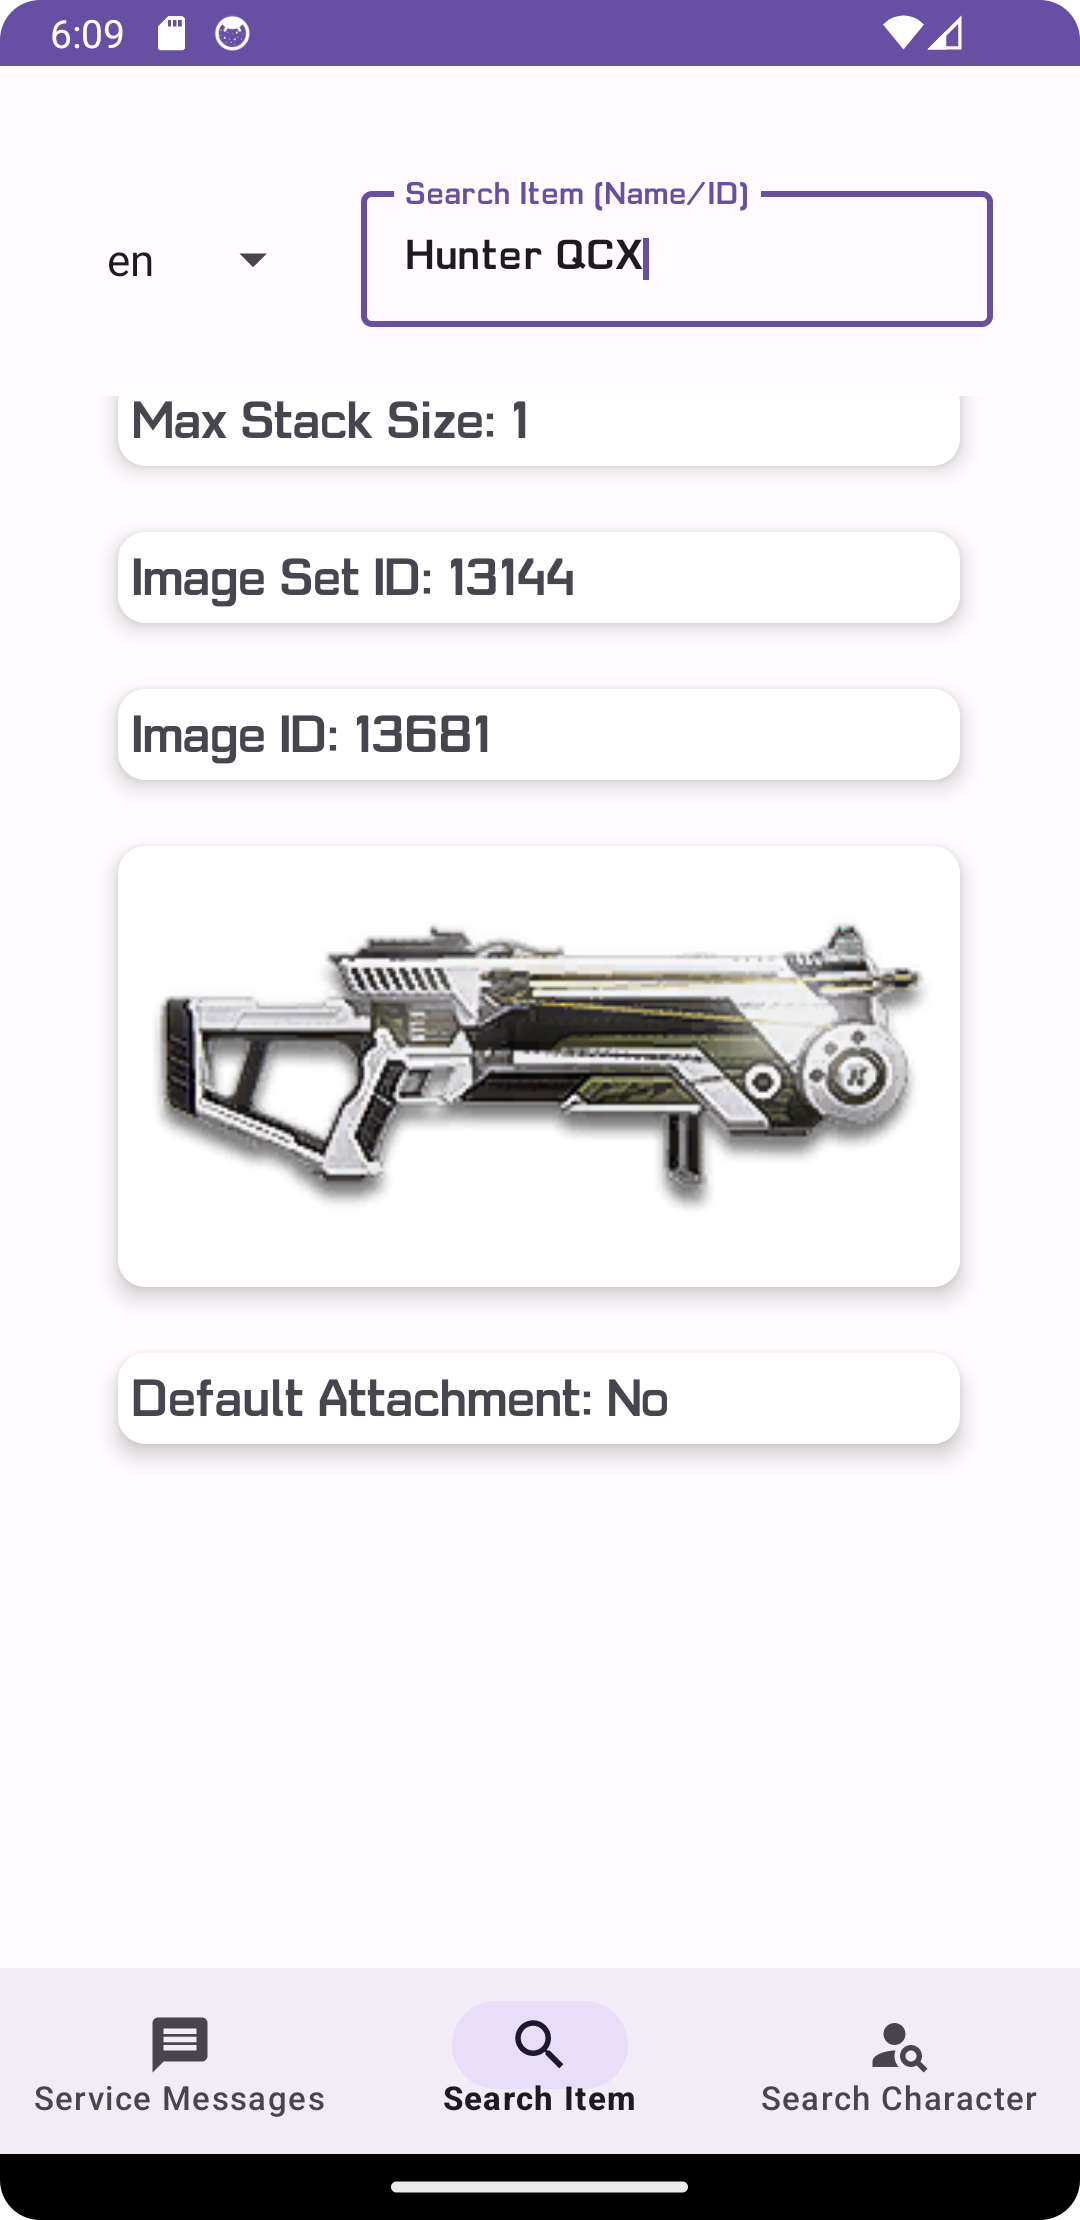 6:09
Search Item (Name/ID)
en
Hunter QCX
Max Stack Size: 1
Image Set ID: 13144
Image ID: 13681
Default Attachment: No
Service Messages
Search Item
Search Character